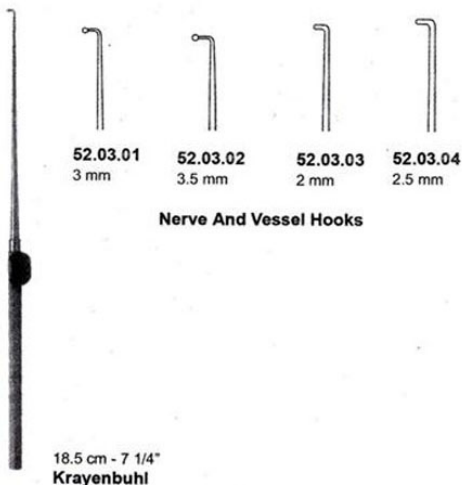 52.03.01
3 mm
52.03.02
3.5 mm
52.03.03
2 mm
52.03.04
2.5 mm
Nerve And Vessel Hooks
18.5 cm - 7 1/4"
Krayenbuhl